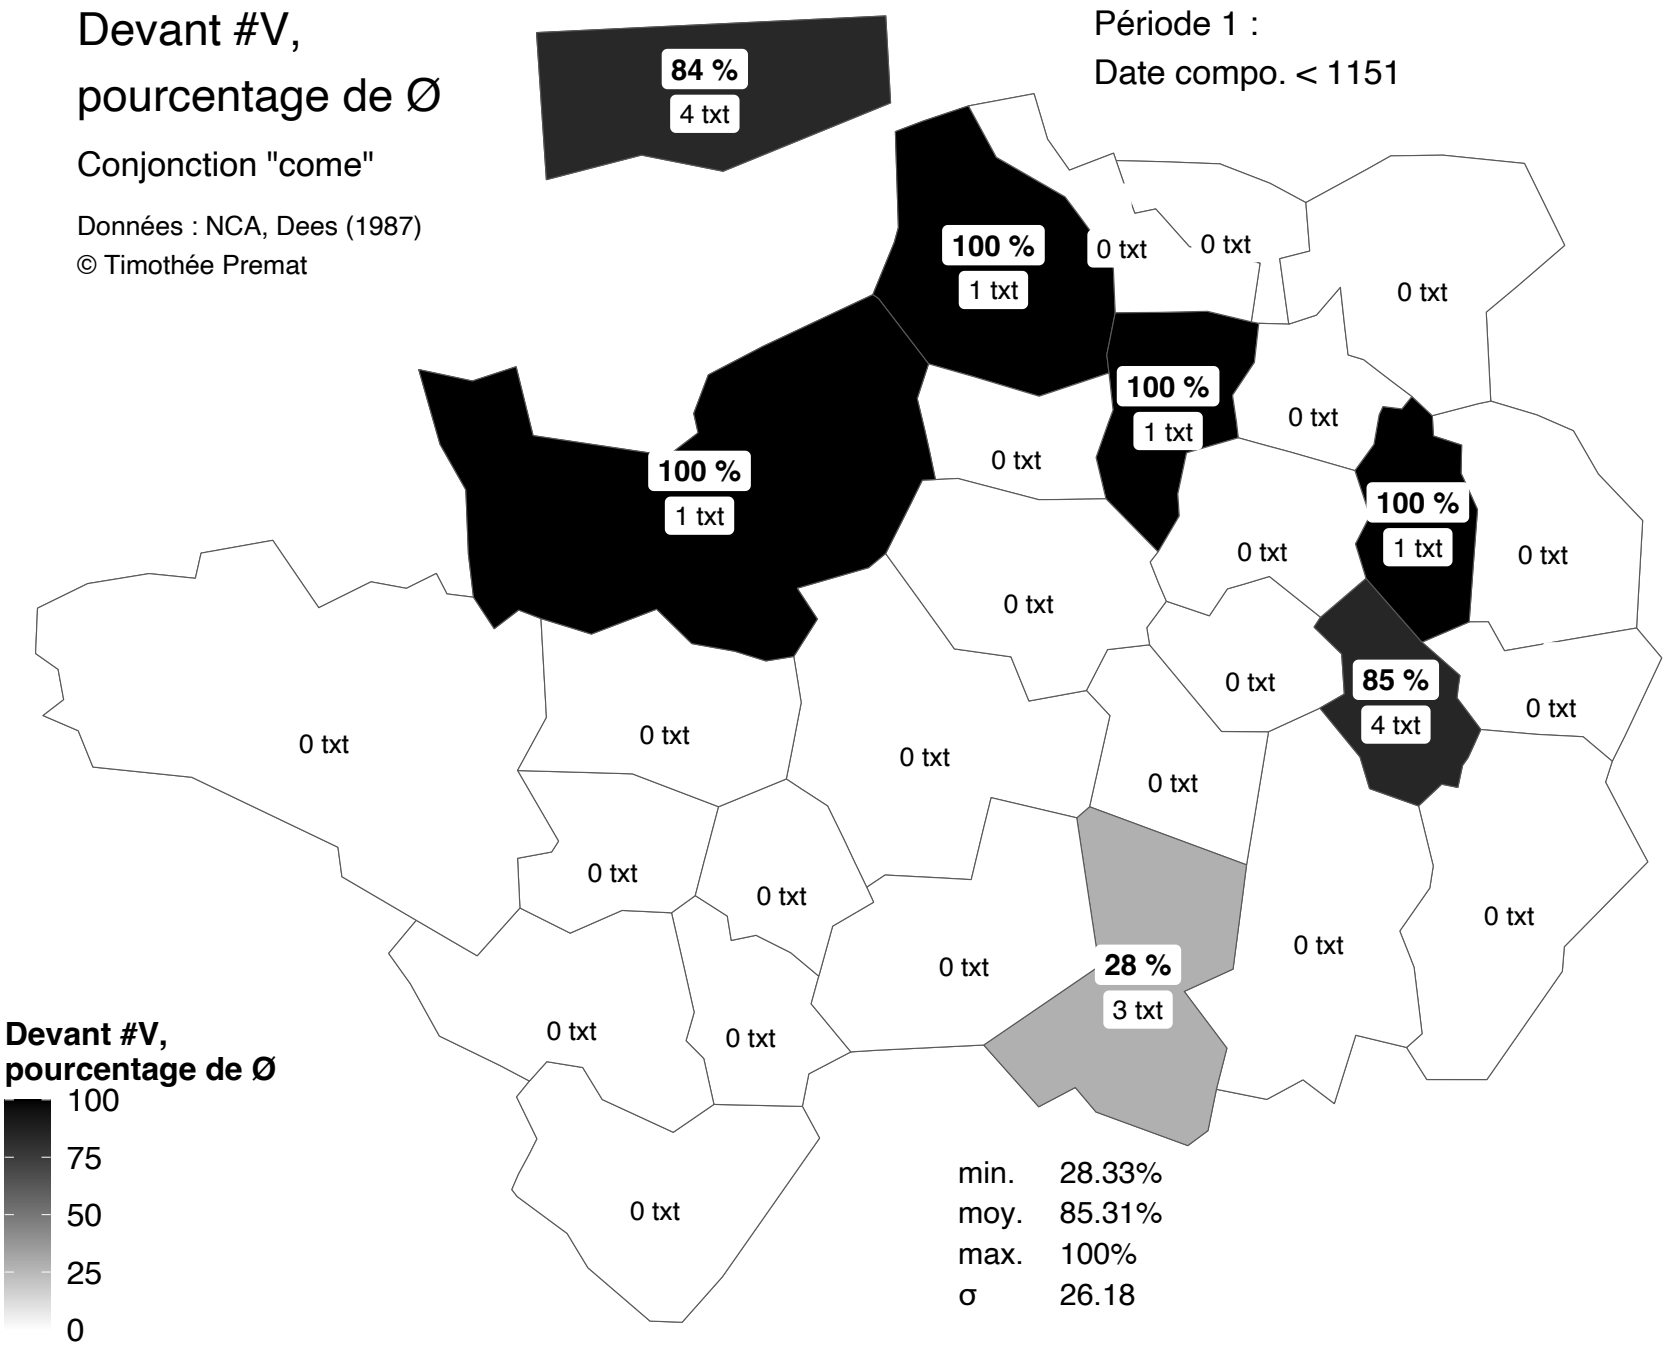 Devant #V,
pourcentage de Ø
Conjonction "come"
Données : NCA, Dees (1987)
© Timothée Premat
Période 1 :
Date compo. < 1151
84 %
4 txt
100 %
1 txt
0 txt
0 txt
0 txt
100 %
1 txt
0 txt
0 txt
100 %
1 txt
100 %
1 txt
0 txt
0 txt
0 txt
85 %
4 txt
0 txt
0 txt
0 txt
0 txt
0 txt
0 txt
0 txt
0 txt
0 txt
0 txt
28 %
3 txt
0 txt
0 txt
0 txt
0 txt
0 txt
Devant #V,
pourcentage de Ø
100
75
50
25
0
min. 28.33%
moy. 85.31%
max. 100%
σ 26.18